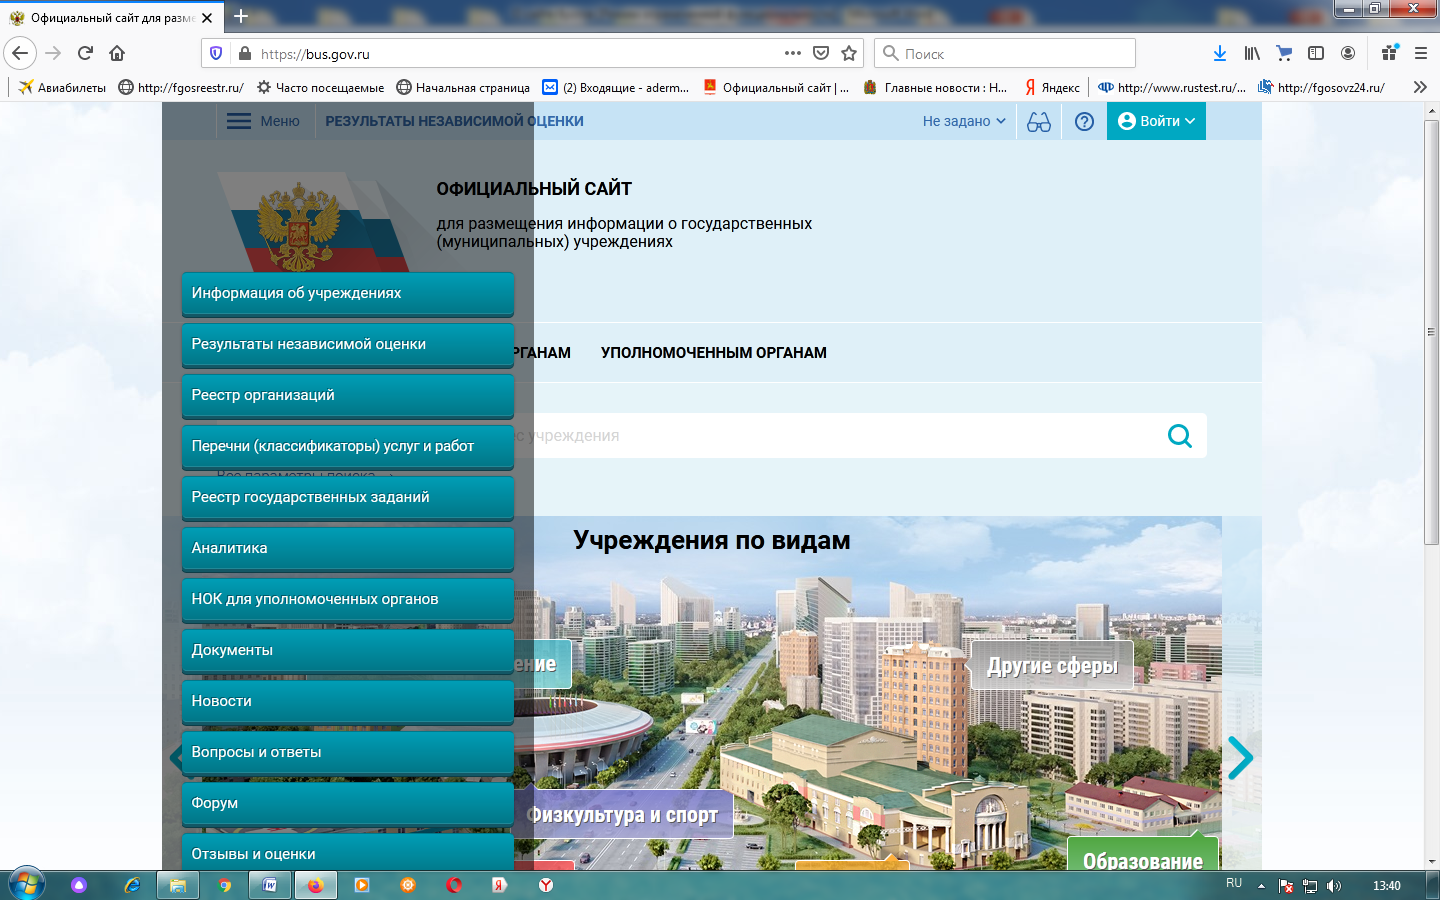 Официальный сайт для разме
https://bus.gov.ru
Поиск
Авиабилеты
http://fgosreestr.ru/
Часто посещаемые
Начальная страница
(2) Входящие - aderm...
Официальный сайт | ...
Главные новости : Н...
Яндекс
http://www.rustest.ru/...
http://fgosovz24.ru/
Меню
РЕЗУЛЬТАТЫ НЕЗАВИСИМОЙ ОЦЕНКИ
Не задано
Войти
ОФИЦИАЛЬНЫЙ САЙТ
для размещения информации о государственных
(муниципальных) учреждениях
Информация об учреждениях
Результаты независимой оценки
РГАНАМ
УПОЛНОМОЧЕННЫМ ОРГАНАМ
Реестр организаций
с учреждения
Перечни (классификаторы) услуг и работ
Все параметры поиска
Реестр государственных заданий
Учреждения по видам
Аналитика
НОК для уполномоченных органов
Документы
ение
Другие сферы
Новости
Вопросы и ответы
Форум
Физкультура и спорт
Отзывы и оценки
Образование
RU
13:40